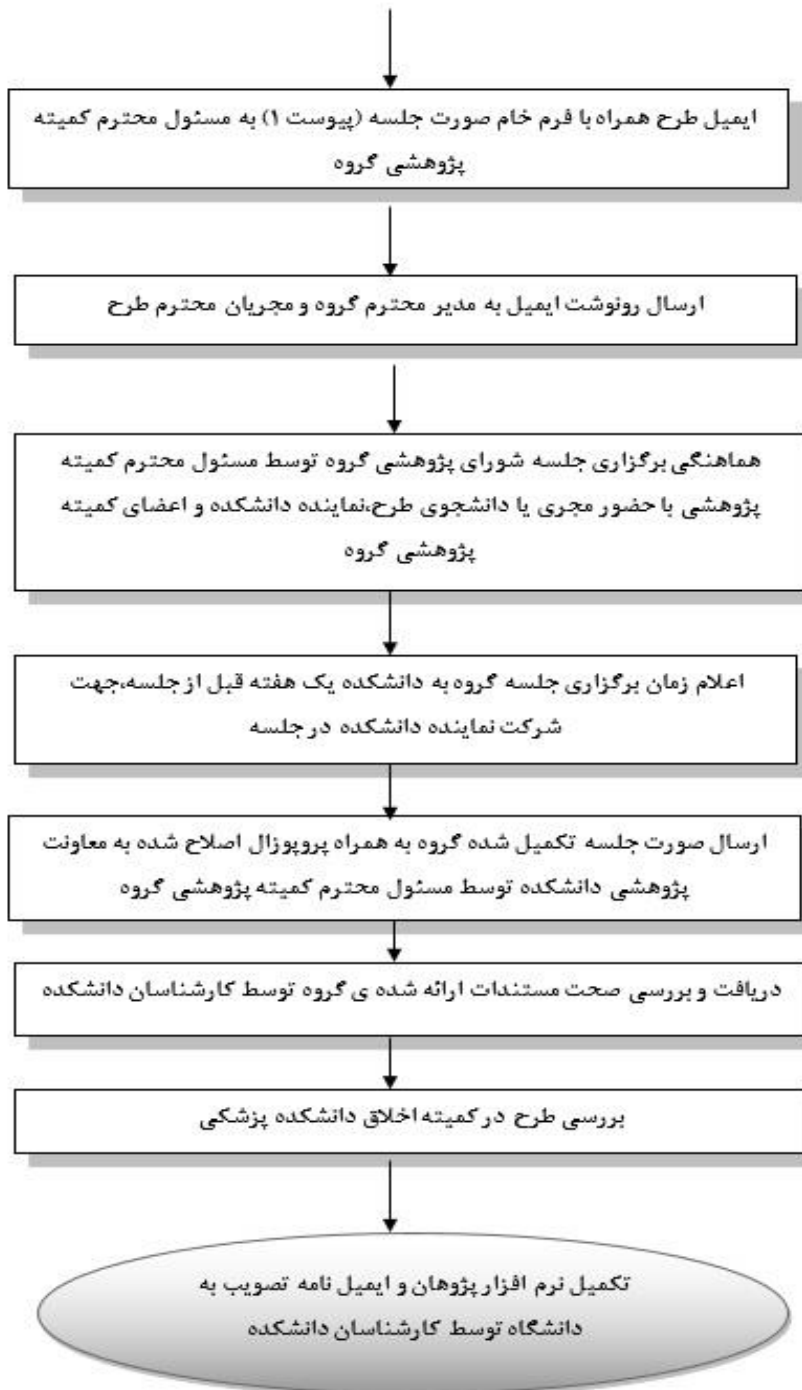 ایمیل طرح همراه با فرم خام صورت جلسه (پیوست ۱) به مسئول محترم کمیته
پژوهشی گروه
ارسال رونوشت ایمیل به مدیر محترم گروه و مجریان محترم طرح
هماهنگی برگزاری جلسه شورای پژوهشی گروه توسط مسئول محترم کمیته
پژوهشی با حضور مجری یا دانشجوی طرح،نماینده دانشکده و اعضای کمیته
پژوهشی گروه
اعلام زمان برگزاری جلسه گروه به دانشکده یک هفته قبل از جلسه،جهت
شرکت نماینده دانشکده در جلسه
ارسال صورت جلسه تکمیل شده گروه به همراه پروپوزال اصلاح شده به معاونت
پژوهشی دانشکده توسط مسئول محترم کمیته پژوهشی گروه
دریافت و بررسی صحت مستندات ارائه شده ی گروه توسط کارشناسان دانشکده
بررسی طرح در کمیته اخلاق دانشکده پزشکی
تکمیل نرم افزار پژوهان و ایمیل نامه تصویب به
دانشگاه توسط کارشناسان دانشکده